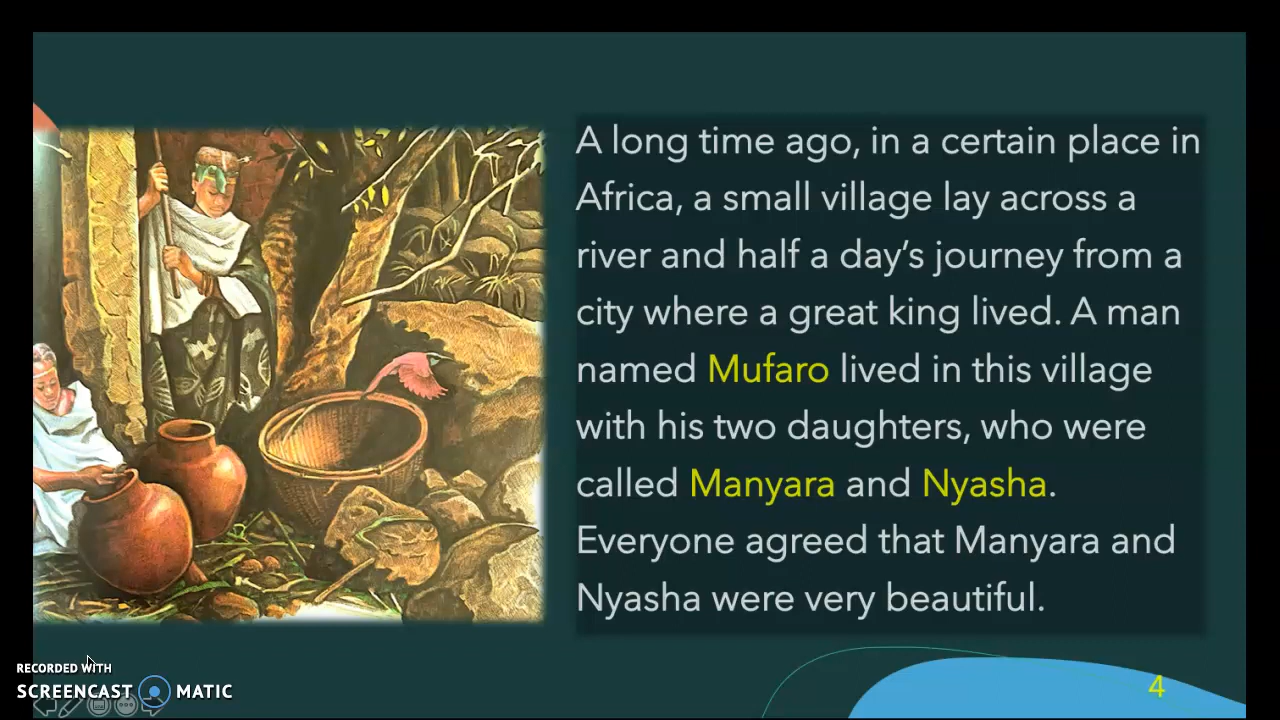 A long time ago, in a certain place in
Africa, a small village lay across a
river and half a day’s journey from a
city where a great king lived. A man
named Mufaro lived in this village
with his two daughters, who were
called Manyara and Nyasha.
Everyone agreed that Manyara and
Nyasha were very beautiful.
RECORDED WITH
SCREENCAST MATIC
4